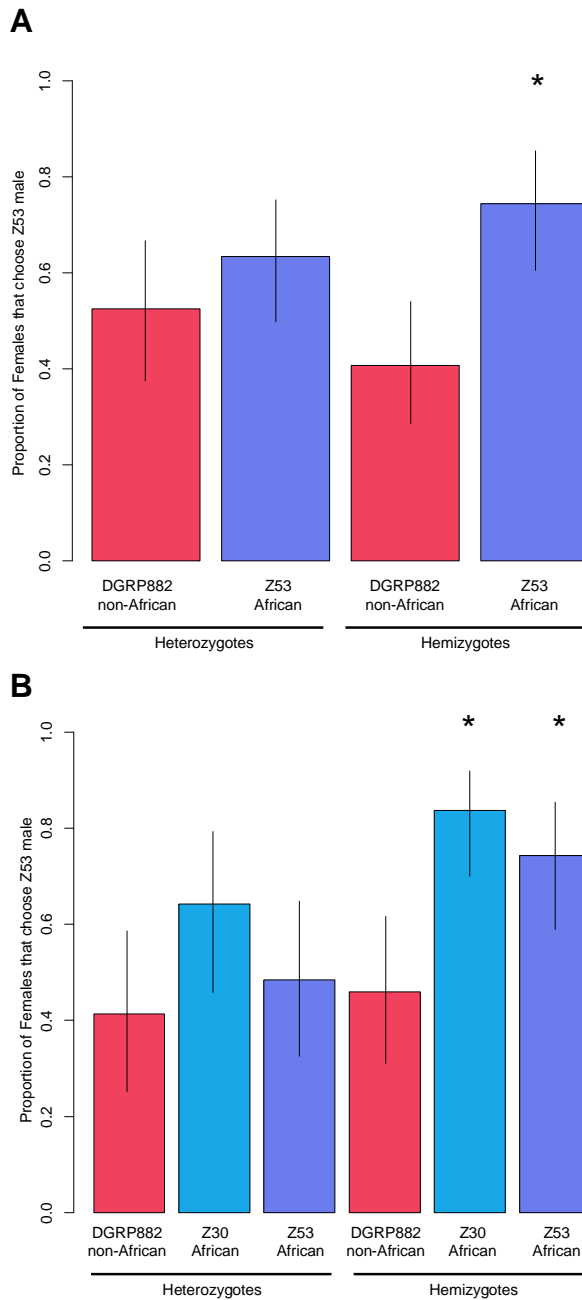 A
Proportion of Females that choose Z53 male
1.0
0.8
0.6
0.4
0.2
0.0
*
DGRP882
non-African
Z53
African
DGRP882
non-African
Z53
African
Heterozygotes
Hemizygotes
B
Proportion of Females that choose Z53 male
1.0
0.8
0.6
0.4
0.2
0.0
*
*
DGRP882
non-African
Z30
African
Z53
African
DGRP882
non-African
Z30
African
Z53
African
Heterozygotes
Hemizygotes